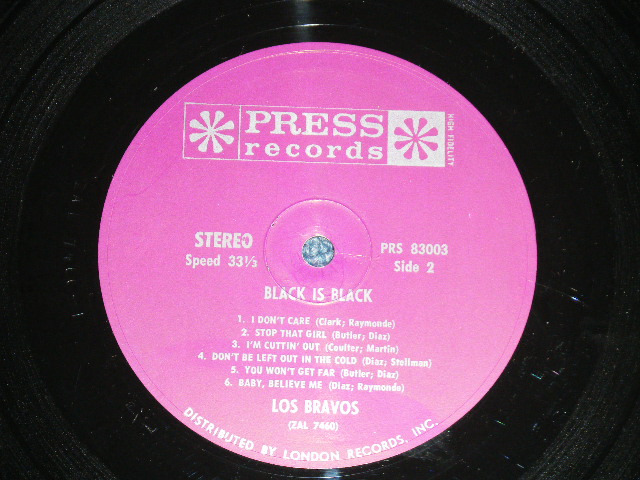 PRESS
records
HIGH FIDELITY
STEREO
Speed 33⅓
PRS 83003
Side 2
BLACK IS BLACK
1. I DON'T CARE (Clark; Raymonde)
2. STOP THAT GIRL (Butler; Diaz)
3. I'M CUTTIN' OUT (Coulter; Martin)
4. DON'T BE LEFT OUT IN THE COLD (Diaz; Stellman)
5. YOU WON'T GET FAR (Butler; Diaz)
6. BABY, BELIEVE ME (Diaz; Raymonde)
LOS BRAVOS
(ZAL 7460)
DISTRIBUTED BY LONDON RECORDS, INC.